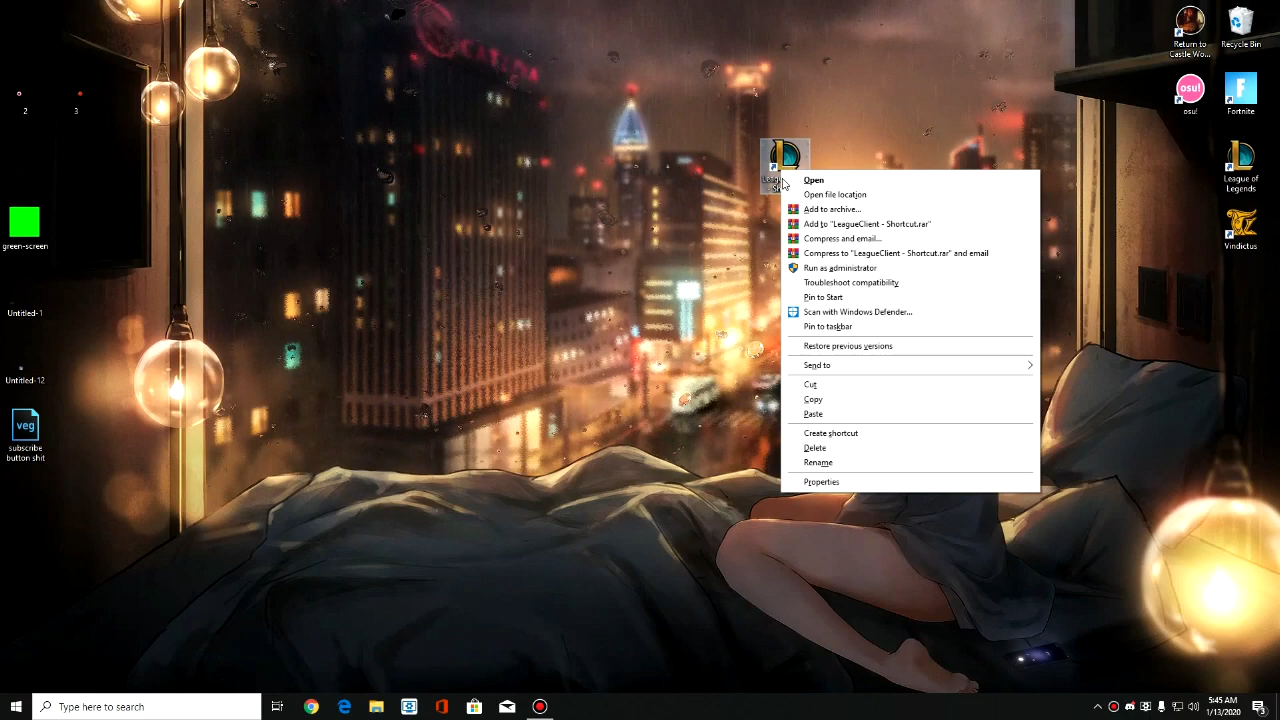 2
3
green-screen
Untitled-1
Untitled-12
veg
subscribe
button shit
Open
Open file location
Add to archive...
Add to "LeagueClient - Shortcut.rar"
Compress and email...
Compress to "LeagueClient - Shortcut.rar" and email
Run as administrator
Troubleshoot compatibility
Pin to Start
Scan with Windows Defender...
Pin to taskbar
Restore previous versions
Send to
Cut
Copy
Paste
Create shortcut
Delete
Rename
Properties
Return to
Castle Wo...
Recycle Bin
osu!
osu!
F
Fortnite
League of
Legends
Vindictus
Type here to search
5:45 AM
1/13/2020